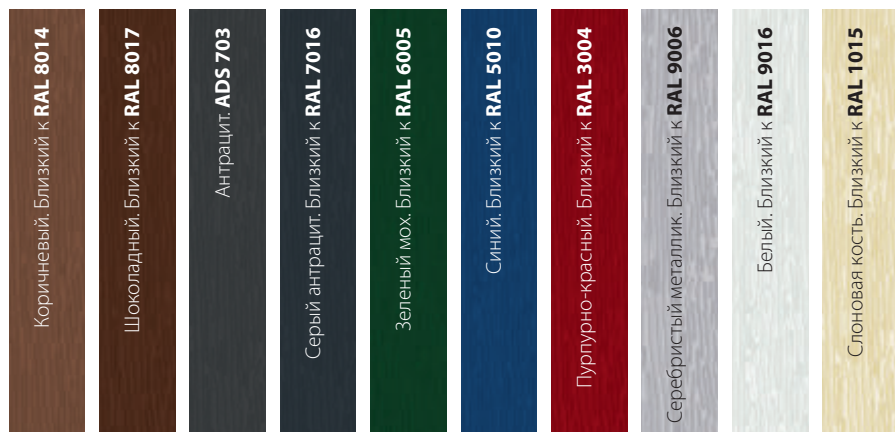 Коричневый. Близкий к RAL 8014
Шоколадный. Близкий к RAL 8017
Антрацит. ADS 703
Серый антрацит. Близкий к RAL 7016
Зеленый мох. Близкий к RAL 6005
Синий. Близкий к RAL 5010
Пурпурно-красный. Близкий к RAL 3004
Серебристый металлик. Близкий к RAL 9006
Белый. Близкий к RAL 9016
Слоновая кость. Близкий к RAL 1015